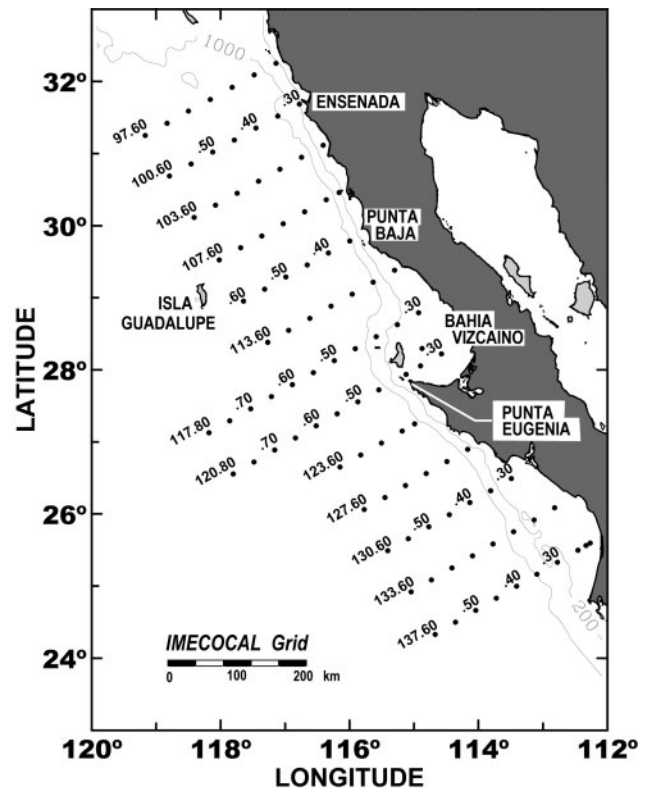 1000
32º
.30
ENSENADA
.40
97.60
.50
100.60
30º
103.60
PUNTA
BAJA
107.60
.40
.50
.60
ISLA
GUADALUPE
.30
113.60
BAHIA
VIZCAINO
.30
28º
.50
.60
.70
117.80
.50
.60
.70
120.80
PUNTA
EUGENIA
123.60
127.60
.30
.40
.50
26º
130.60
133.60
.30
.40
.50
137.60
200
24º
IMECOCAL Grid
0 100 200 km
120º 118º 116º 114º 112º
LONGITUDE
LATITUDE